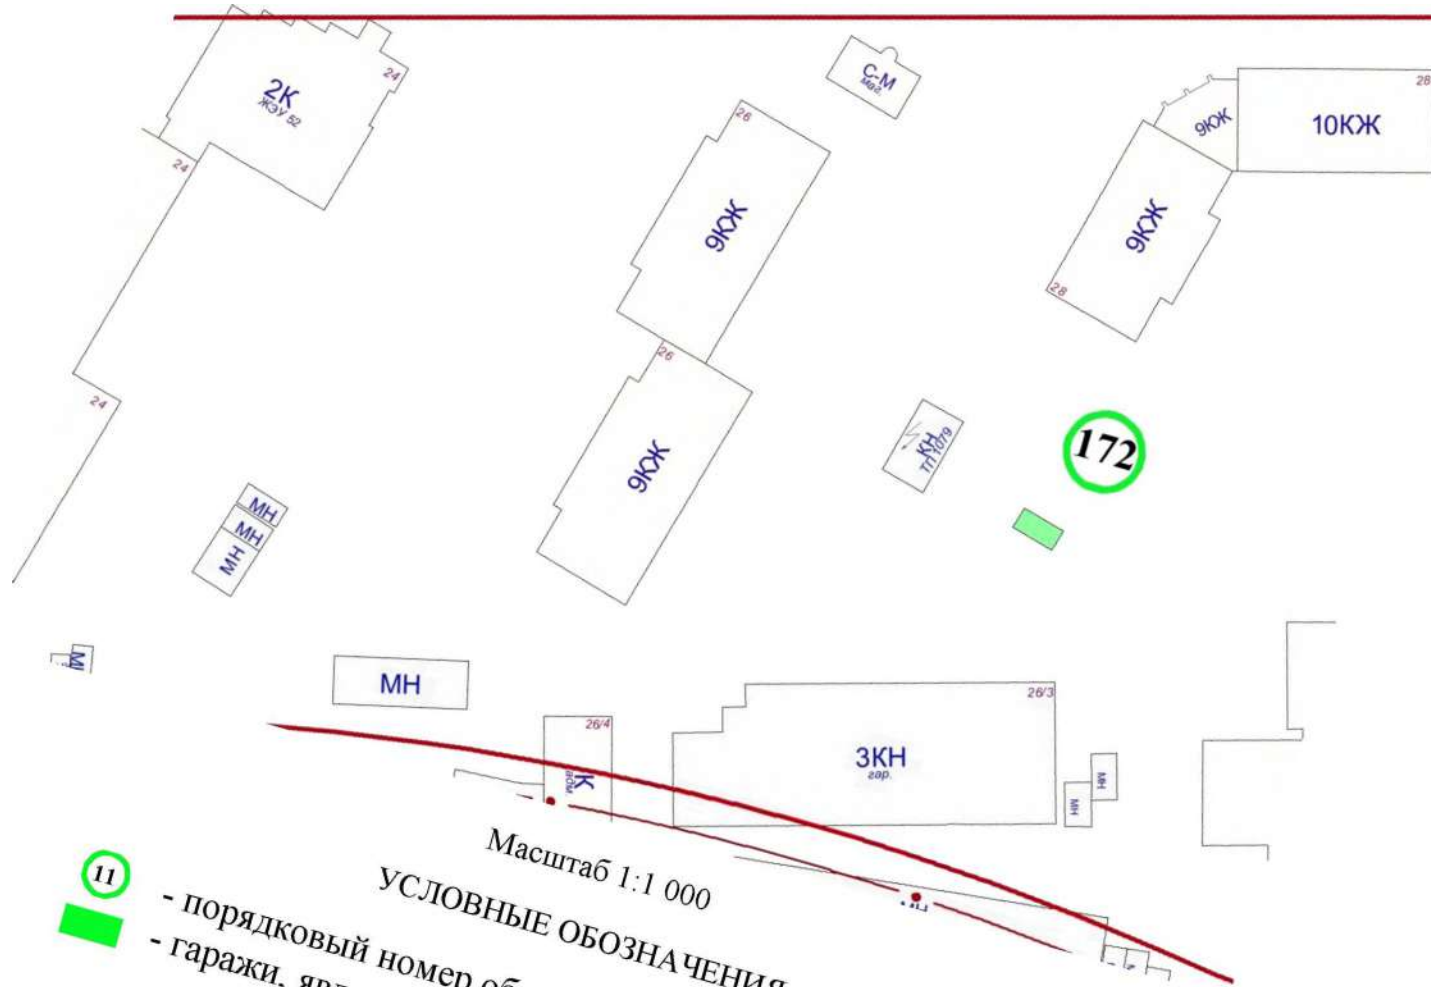 24
28
2К
ЖЭУ 52
С-М
маг.
26
9КЖ
10КЖ
24
9КЖ
9КЖ
28
26
24
172
КН
ТП 1079
9КЖ
МН
МН
МН
МН
26/3
26/4
3КН
гар.
К
адм.
МН
МН
Масштаб 1:1 000
УСЛОВНЫЕ ОБОЗНАЧЕНИЯ
11
- порядковый номер
- гаражи,